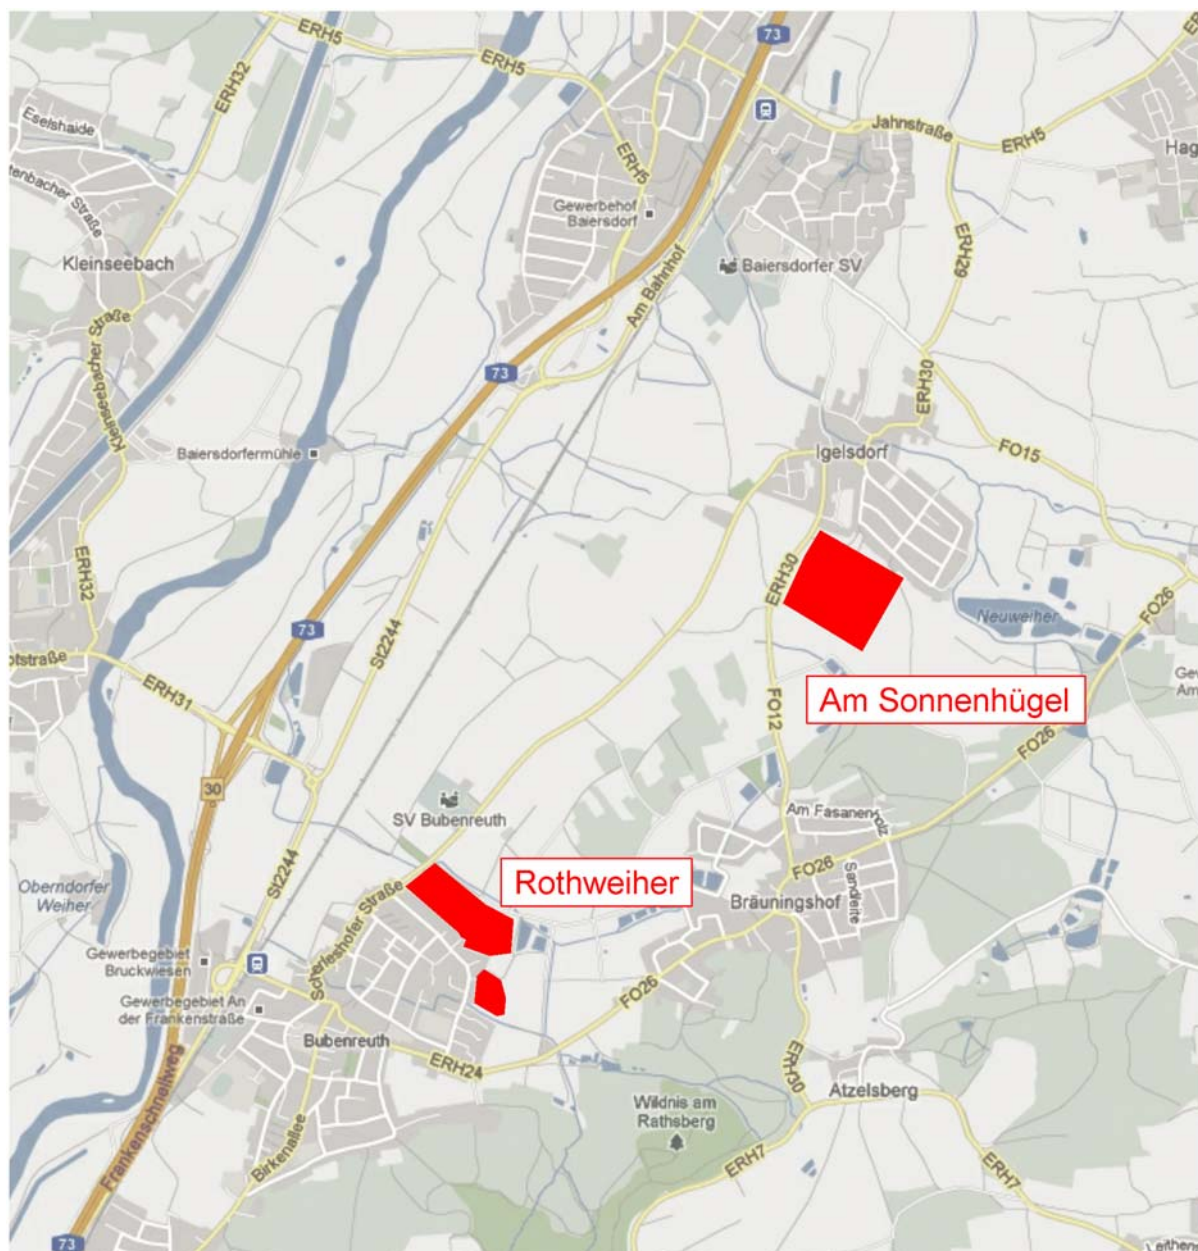 73
ERH5
ERH5
ERH32
ERH5
Jahnstraße
ERH5
Eselshaide
Hag
Gewerbehof
Baiersdorf
ERH29
Kleinseebach
Baiersdorfer SV
Am Bahnhof
Kleinseebacher Straße
73
ERH30
Baiersdorfermühle
Igelsdorf
FO15
ERH30
ERH32
FO26
Neuweiher
73
St2244
ERH31
Am Sonnenhügel
FO12
FO26
30
SV Bubenreuth
Am Fasanenholz
FO26
Rothweiher
Sandleite
Oberndorfer
Weiher
St2244
Scherleshofer Straße
Bräuningshof
Gewerbegebiet
Bruckwiesen
Gewerbegebiet An
der Frankenstraße
FO26
Bubenreuth
ERH24
ERH30
Atzelsberg
Wildnis am
Rathsberg
Frankenschnellweg
Birkenallee
ERH7
ERH7
73